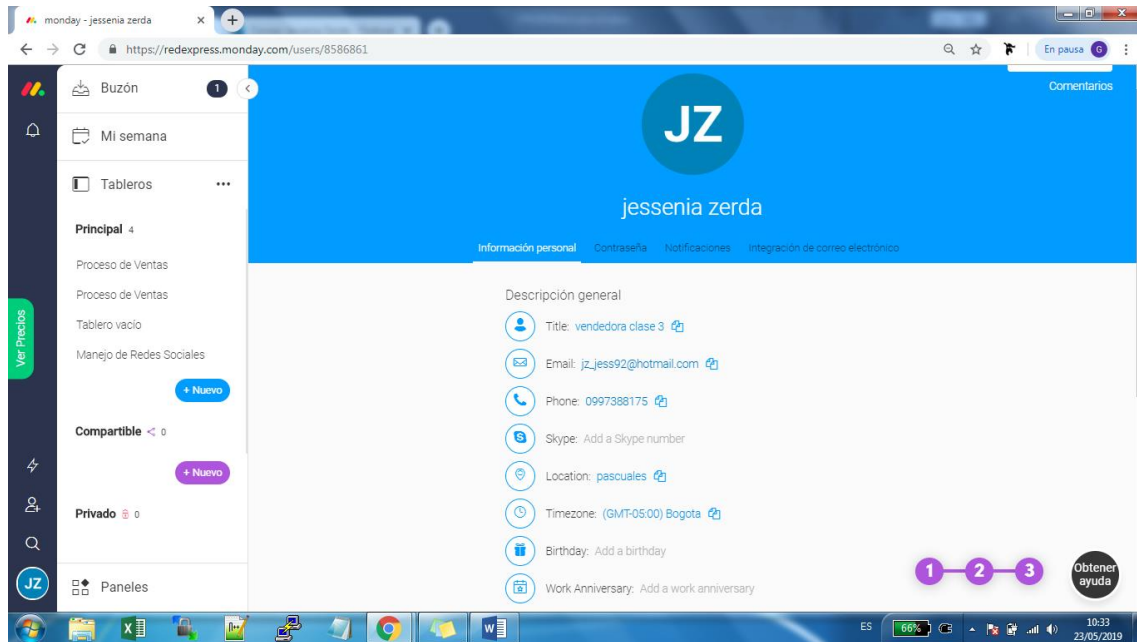 monday - jessenia zerda
https://redexpress.monday.com/users/8586861
En pausa G
Buzón 1
Mi semana
Tableros
Principal 4
Proceso de Ventas
Proceso de Ventas
Tablero vacío
Manejo de Redes Sociales
+ Nuevo
Compartible 0
+ Nuevo
Privado 0
Paneles
Ver Precios
JZ
Comentarios
JZ
jessenia zerda
Información personal Contraseña Notificaciones Integración de correo electrónico
Descripción general
Title: vendedora clase 3
Email: jz_jess92@hotmail.com
Phone: 0997388175
Skype: Add a Skype number
Location: pascuales
Timezone: (GMT-05:00) Bogota
Birthday: Add a birthday
Work Anniversary: Add a work anniversary
1 2 3
Obtener
ayuda
ES 66% 10:33
23/05/2019